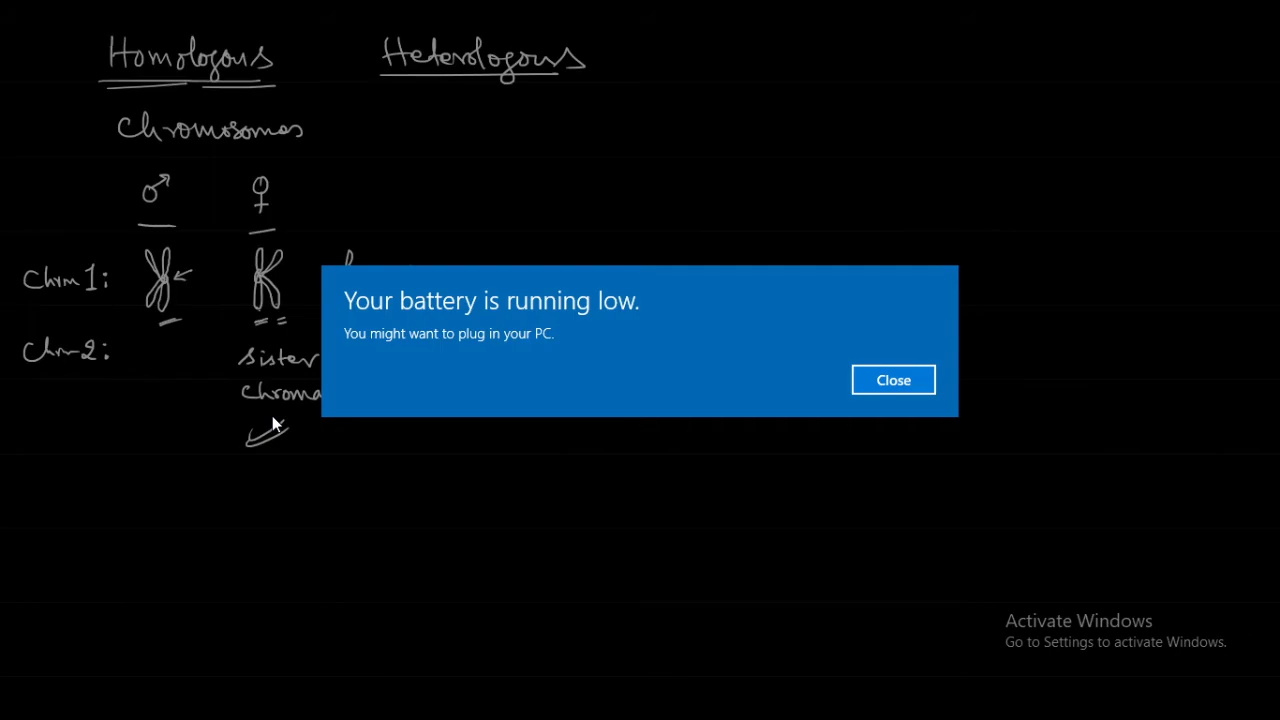 Homologous Heterologous
Chromosomes
♂ ♀
Chrm 1:
Your battery is running low.
You might want to plug in your PC.
Chrm 2:
Sister
Close
Activate Windows
Go to Settings to activate Windows.